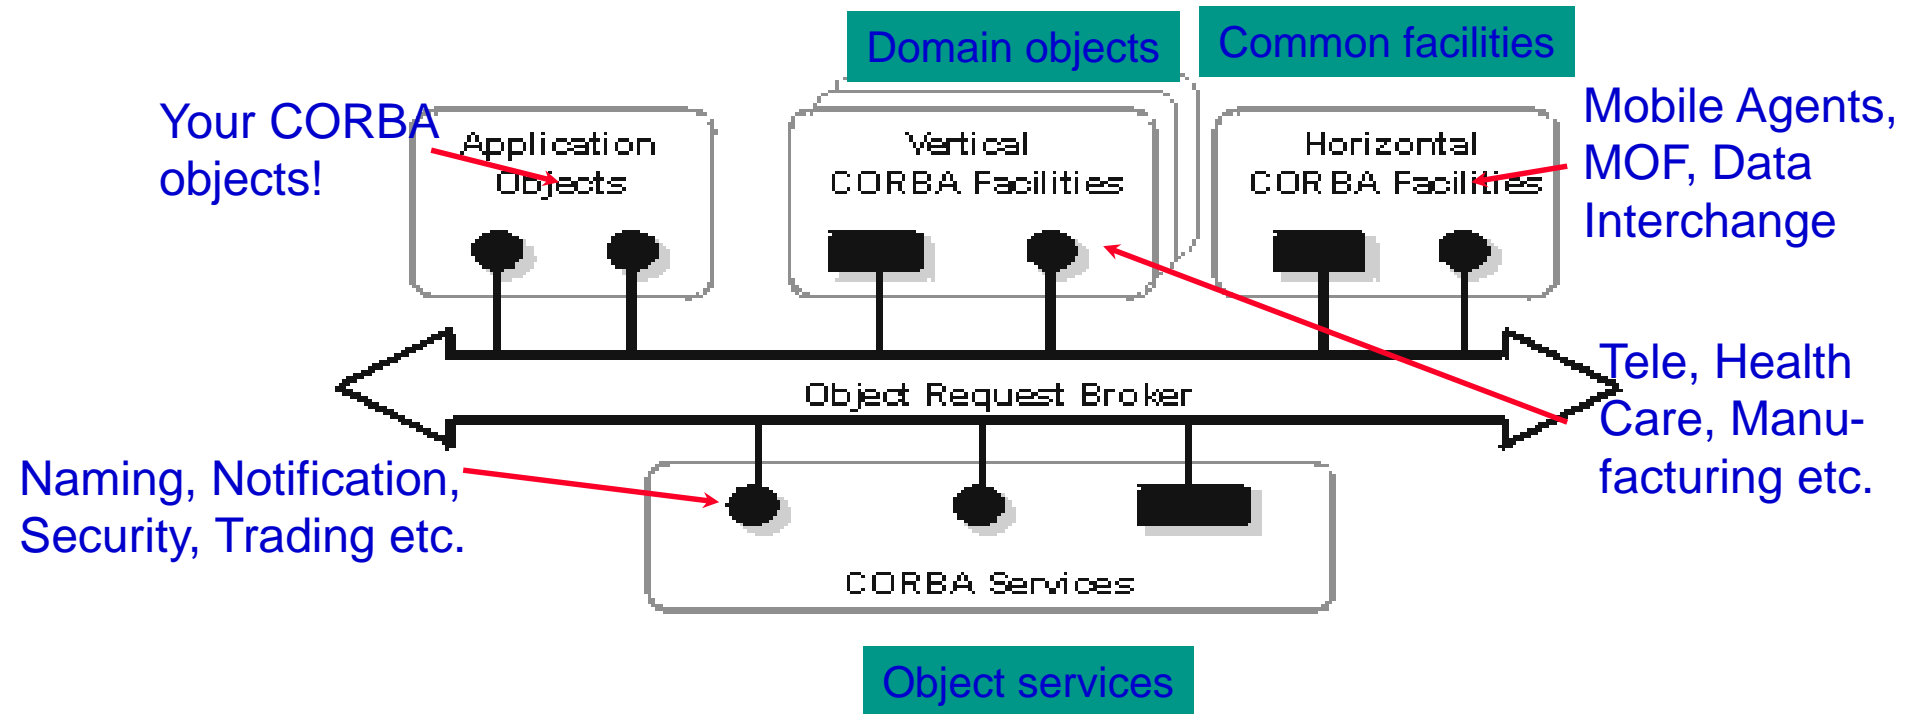 Domain objects
Common facilities
Your CORBA
objects!
Application
Objects
Vertical
CORBA Facilities
Horizontal
CORBA Facilities
Mobile Agents,
MOF, Data
Interchange
Object Request Broker
Tele, Health
Care, Manu-
facturing etc.
Naming, Notification,
Security, Trading etc.
CORBA Services
Object services